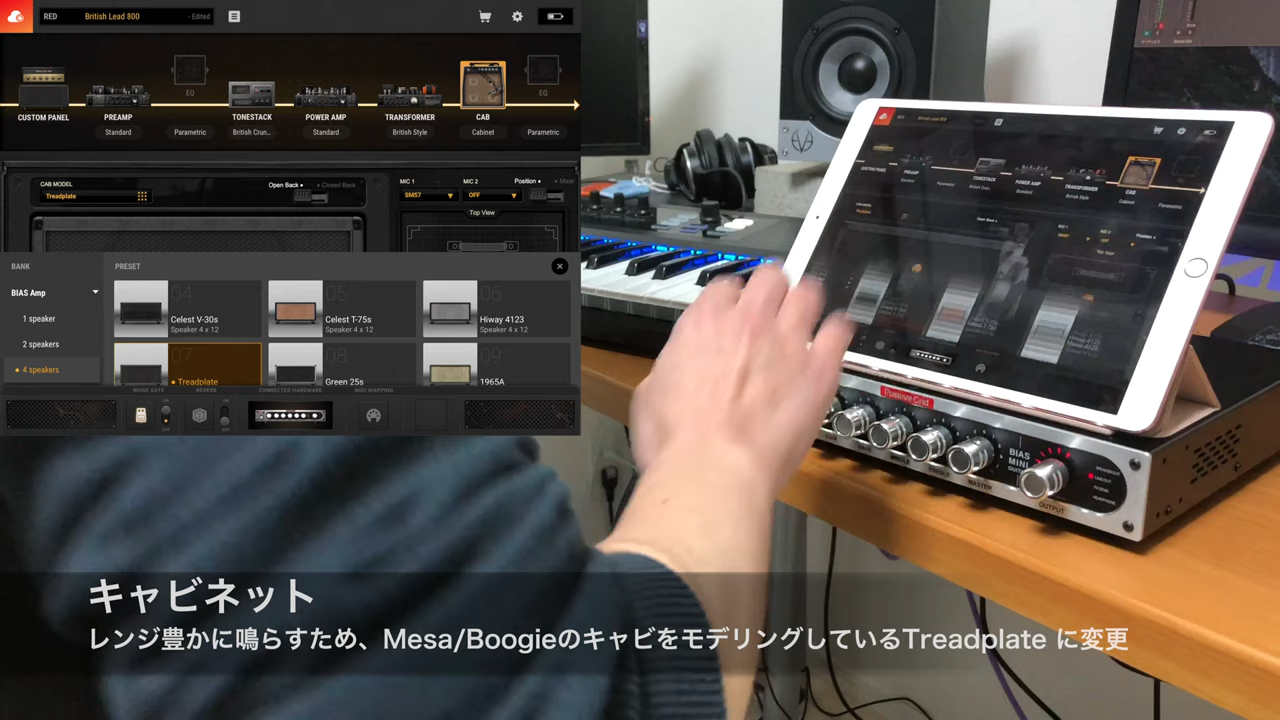 RED
British Lead 800
- Edited
EQ
EQ
CUSTOM PANEL
PREAMP
TONESTACK
POWER AMP
TRANSFORMER
CAB
Standard
Parametric
British Crun...
Standard
British Style
Cabinet
Parametric
CAB MODEL
Treadplate
Open Back
Closed Back
MIC 1
MIC 2
Position
Mixer
SM57
OFF
Top View
BANK
PRESET
BIAS Amp
1 speaker
2 speakers
4 speakers
04
Celest V-30s
Speaker 4 x 12
05
Celest T-75s
Speaker 4 x 12
06
Hiway 4123
Speaker 4 x 12
07
Treadplate
08
Green 25s
09
1965A
NOISE GATE
REVERB
CONNECTED HARDWARE
MIDI MAPPING
Positive Grid
BIAS
MINI
MASTER
OUTPUT
キャビネット
レンジ豊かに鳴らすため、Mesa/BoogieのキャビをモデリングしているTreadplate に変更